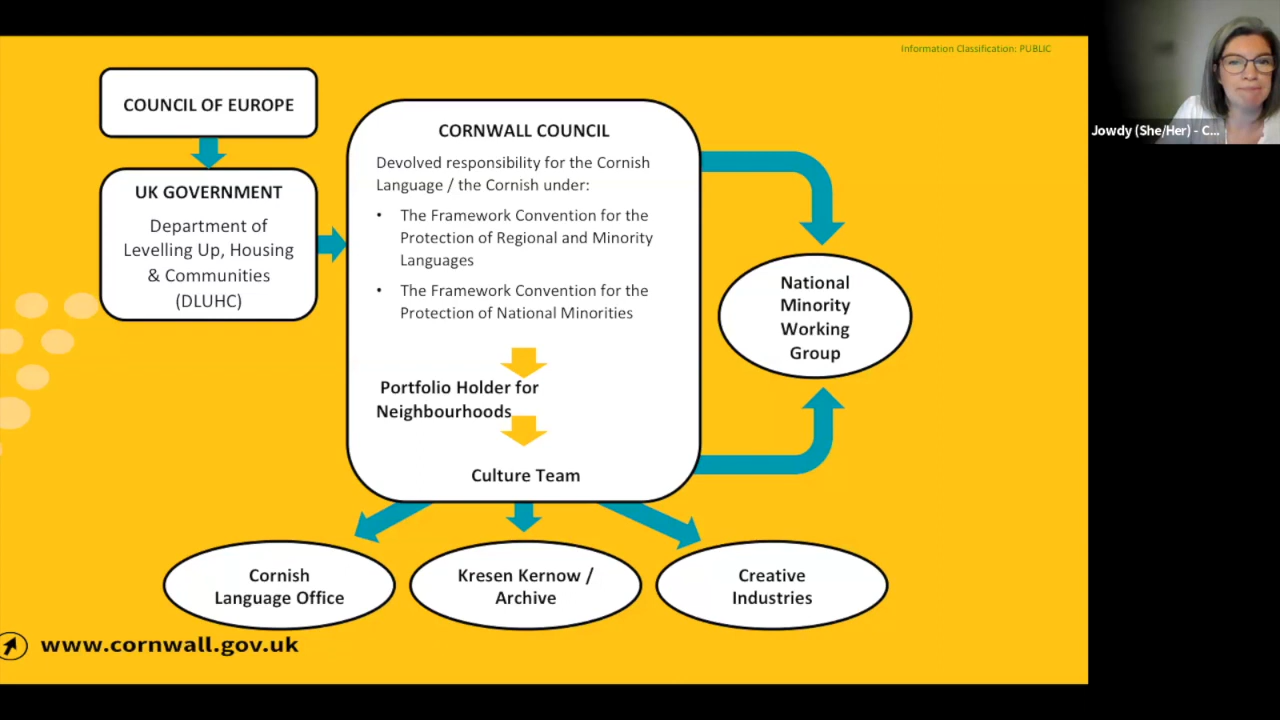 Information Classification: PUBLIC
COUNCIL OF EUROPE
UK GOVERNMENT
Department of
Levelling Up, Housing
& Communities
(DLUHC)
CORNWALL COUNCIL
Devolved responsibility for the Cornish
Language / the Cornish under:
• The Framework Convention for the
Protection of Regional and Minority
Languages
• The Framework Convention for the
Protection of National Minorities
Portfolio Holder for
Neighbourhoods
Culture Team
National
Minority
Working
Group
Cornish
Language Office
Kresen Kernow /
Archive
Creative
Industries
www.cornwall.gov.uk
Jowdy (She/Her) - C...